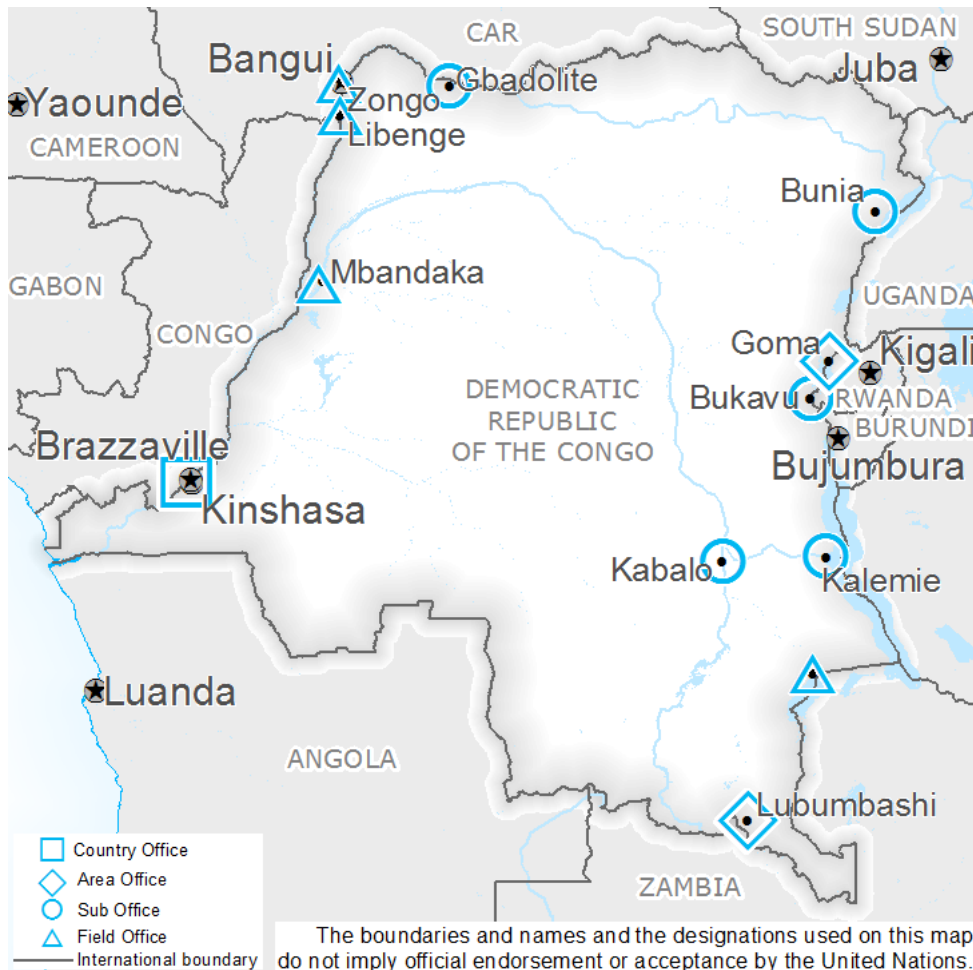 CAR
SOUTH SUDAN
Bangui
Juba
Gbadolite
Yaounde
Zongo
CAMEROON
Libenge
Bunia
Mbandaka
GABON
UGANDA
CONGO
Goma
Kigali
DEMOCRATIC
REPUBLIC
OF THE CONGO
Bukavu
RWANDA
BURUNDI
Brazzaville
Bujumbura
Kinshasa
Kabalo
Kalemie
Luanda
ANGOLA
Lubumbashi
ZAMBIA
Country Office
Area Office
Sub Office
Field Office
International boundary
The boundaries and names and the designations used on this map
do not imply official endorsement or acceptance by the United Nations.